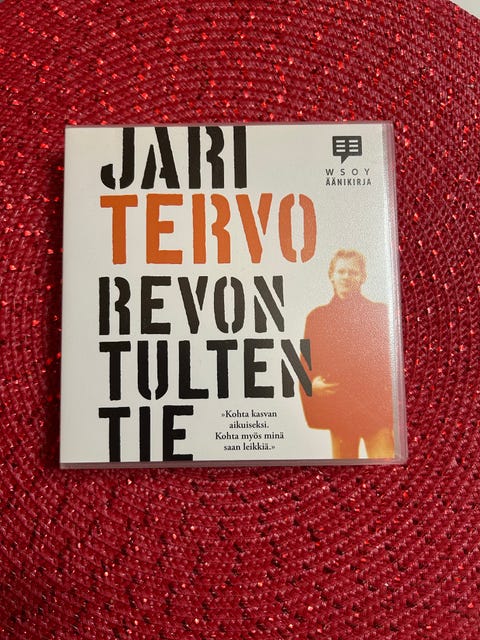 JARI
TERVO
REVON
TULTEN
TIE
WSOY
ÄÄNIKIRJA
»Kohta kasvan
aikuiseksi.
Kohta myös minä
saan leikkiä.»